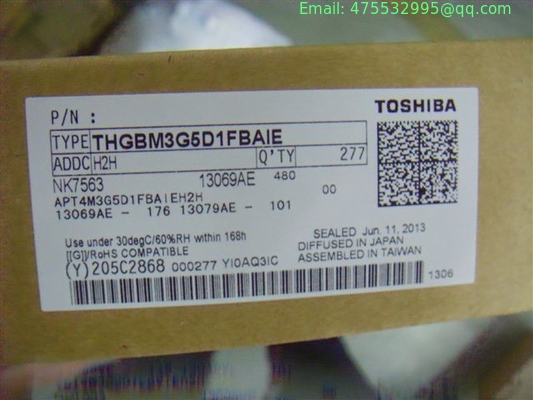 Email: 475532995@qq.com
P/N :
TOSHIBA
TYPE THGBM3G5D1FBAIE
ADDC H2H Q'TY 277
NK7563 13069AE 480
00
APT4M3G5D1FBAIEH2H
13069AE - 176 13079AE - 101
SEALED Jun, 11, 2013
Use under 30degC/60%RH within 168h
DIFFUSED IN JAPAN
[[G]]/RoHS COMPATIBLE
ASSEMBLED IN TAIWAN
(Y)205C2868 000277 YI0AQ3IC
1306